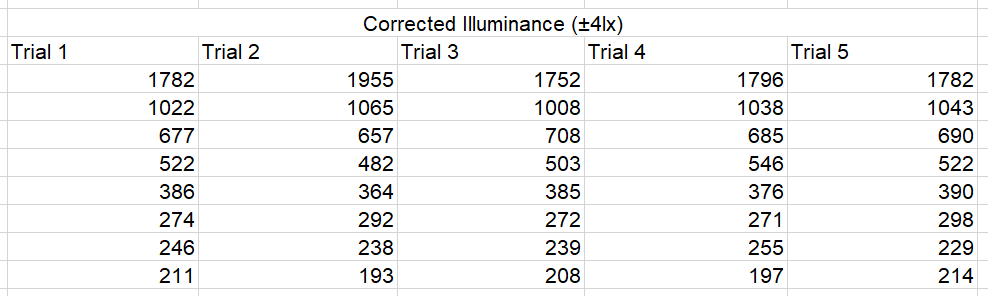 Corrected Illuminance (±4lx)
Trial 1 Trial 2 Trial 3 Trial 4 Trial 5
1782 1955 1752 1796 1782
1022 1065 1008 1038 1043
677 657 708 685 690
522 482 503 546 522
386 364 385 376 390
274 292 272 271 298
246 238 239 255 229
211 193 208 197 214